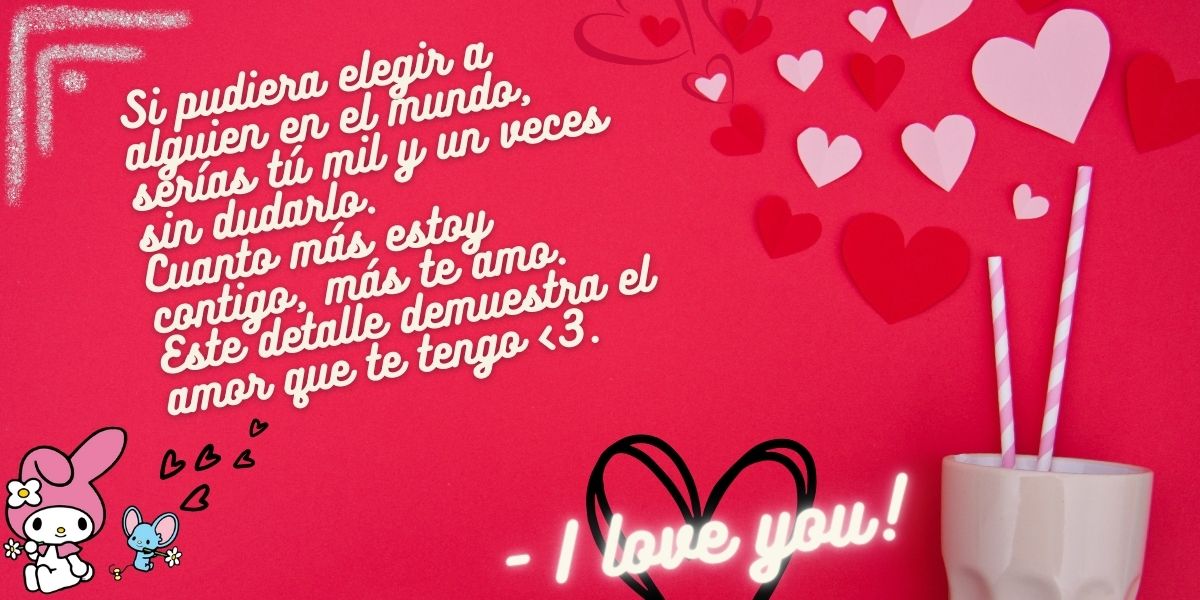 Si pudiera elegir a
alguien en el mundo,
serías tú mil y un veces
sin dudarlo.
Cuanto más estoy
contigo, más te amo.
Este detalle demuestra el
amor que te tengo <3.
- I love you!